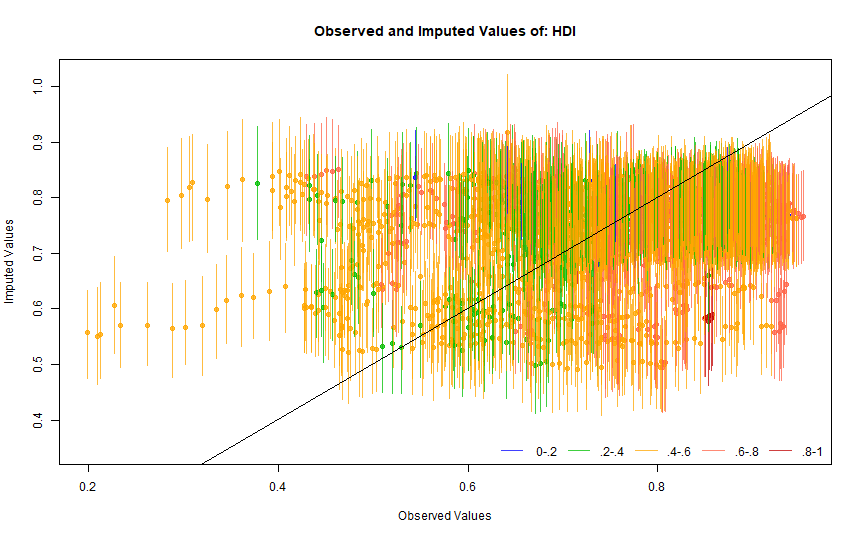 Observed and Imputed Values of: HDI
1.0
0.9
0.8
0.7
0.6
0.5
0.4
Imputed Values
0-.2 .2-.4 .4-.6 .6-.8 .8-1
0.2 0.4 0.6 0.8
Observed Values